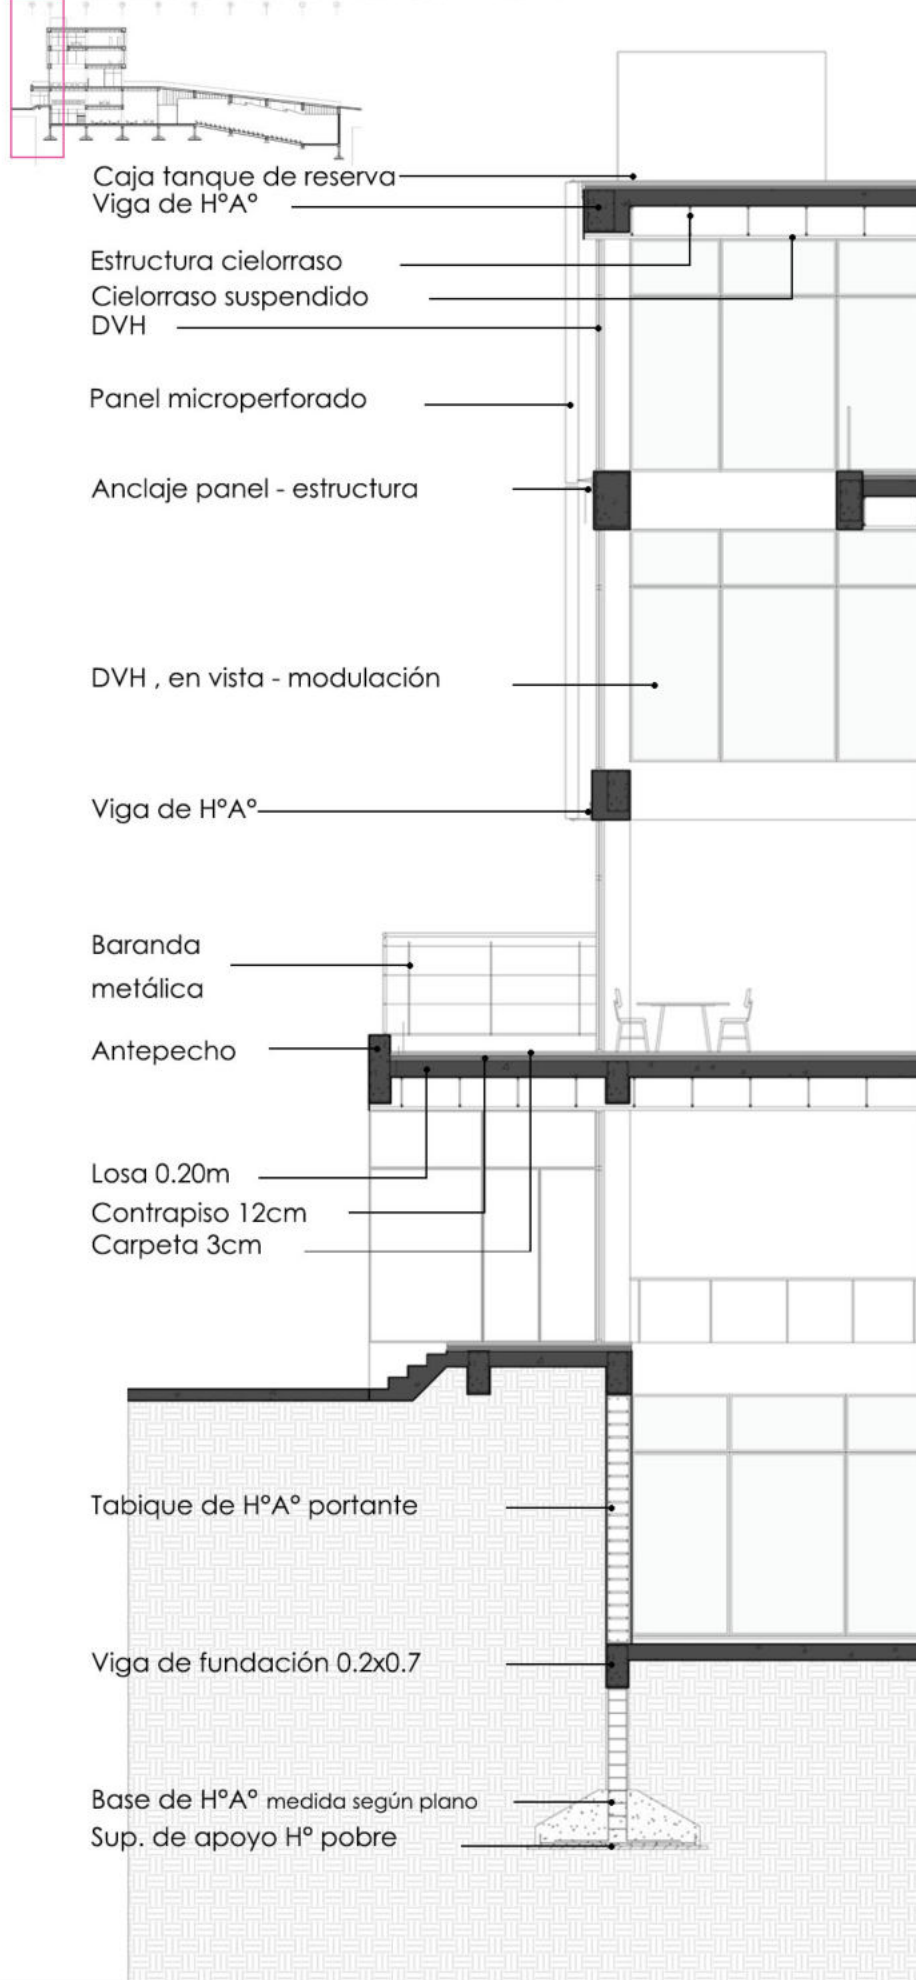 Caja tanque de reserva
Viga de H°A°
Estructura cielorraso
Cielorraso suspendido
DVH
Panel microperforado
Anclaje panel - estructura
DVH , en vista - modulación
Viga de H°A°
Baranda
metálica
Antepecho
Losa 0.20m
Contrapiso 12cm
Carpeta 3cm
Tabique de H°A° portante
Viga de fundación 0.2x0.7
Base de H°A° medida según plano
Sup. de apoyo H° pobre